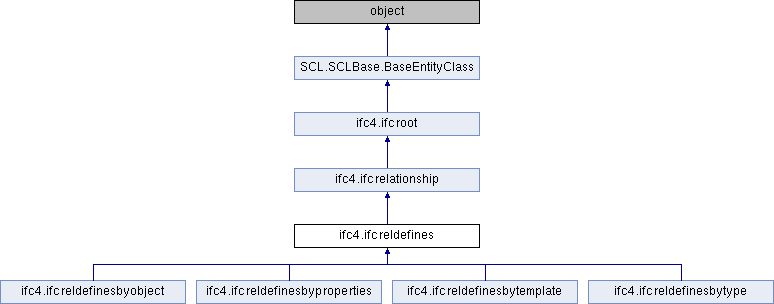 object
SCL.SCLBase.BaseEntityClass
ifc4.ifcroot
ifc4.ifcrelationship
ifc4.ifcreldefines
ifc4.ifcreldefinesbyobject
ifc4.ifcreldefinesbyproperties
ifc4.ifcreldefinesbytemplate
ifc4.ifcreldefinesbytype